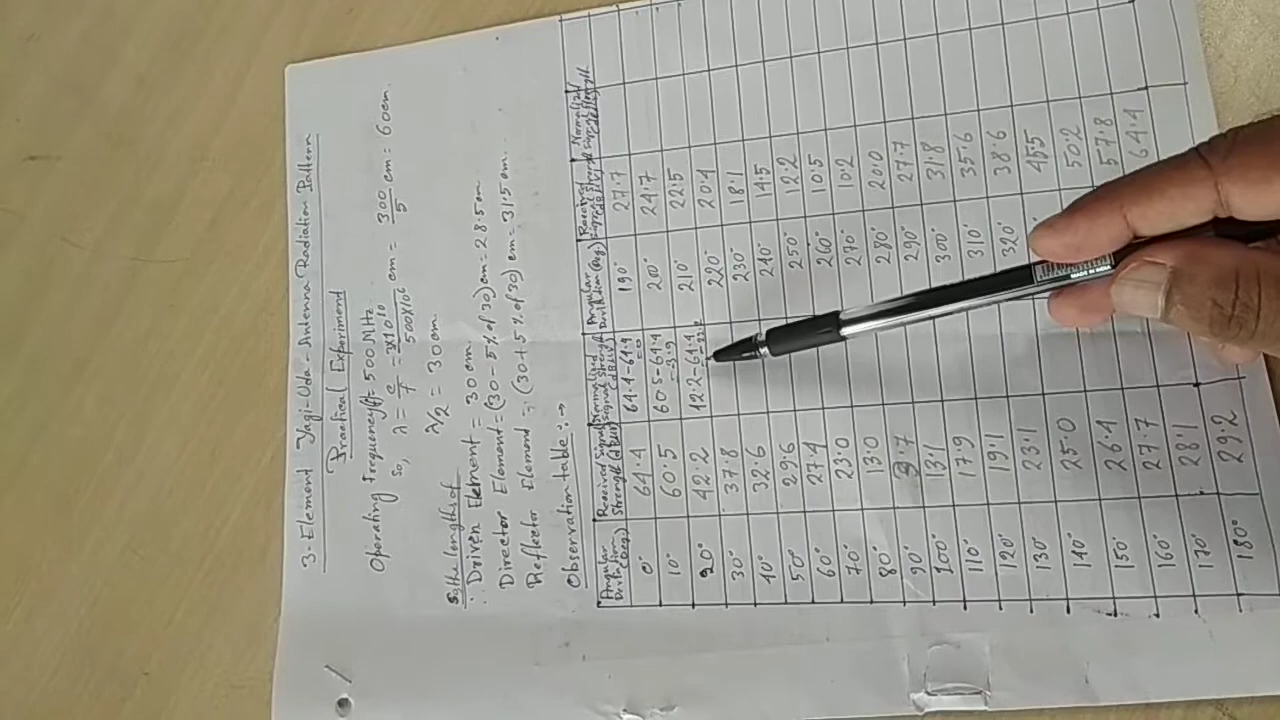 3-Element Yagi-Uda-Antenna Radiation Pattern
Practical Experiment
Operating Frequency(f)= 500 MHz
So, λ = c/f = 3×10^10/500×10^6 cm = 300/5 cm = 60cm.
λ/2 = 30cm
So, the lengths of
∴ Driven Element = 30 cm.
Director Element = (30 - 5% of 30) cm = 28.5cm
Reflector Element = (30+5% of 30) cm = 31.5cm.
Observation table :→
Angular Deviation (Deg.) Received Signal Strength (dBuv) Normalized Signal Strength (dBuv) Angular Deviation (Deg) Received Signal Strength Normalized Signal Strength
0° 64.4 64.4-64.4 =0 190° 27.7
10° 60.5 60.5-64.4 =-3.9 200° 24.7
20° 42.2 42.2-64.4 210° 22.5
30° 37.8 220° 20.4
40° 32.6 230° 18.1
50° 29.6 240° 14.5
60° 27.4 250° 12.2
70° 23.0 260° 10.5
80° 13.0 270° 10.2
90° 9.7 280° 20.0
100° 13.1 290° 27.7
110° 17.9 300° 31.8
120° 19.1 310° 35.6
130° 23.1 320° 38.6
140° 25.0 45.5
150° 26.4 50.2
160° 27.7 57.8
170° 28.1 64.4
180° 29.2
MADE IN INDIA